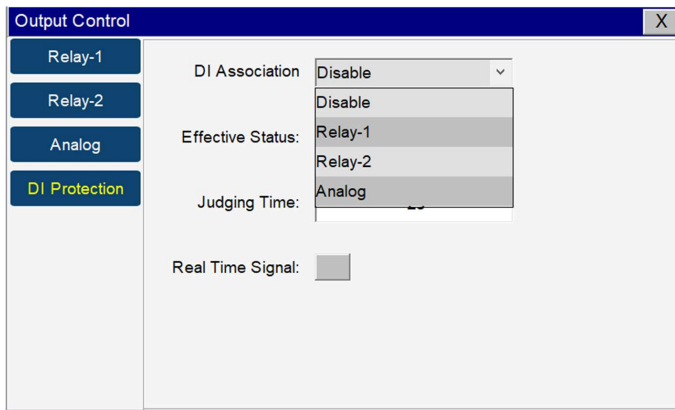 Output Control
X
Relay-1
Relay-2
Analog
DI Protection
DI Association
Disable
Disable
Relay-1
Relay-2
Analog
Effective Status:
Judging Time:
Real Time Signal: